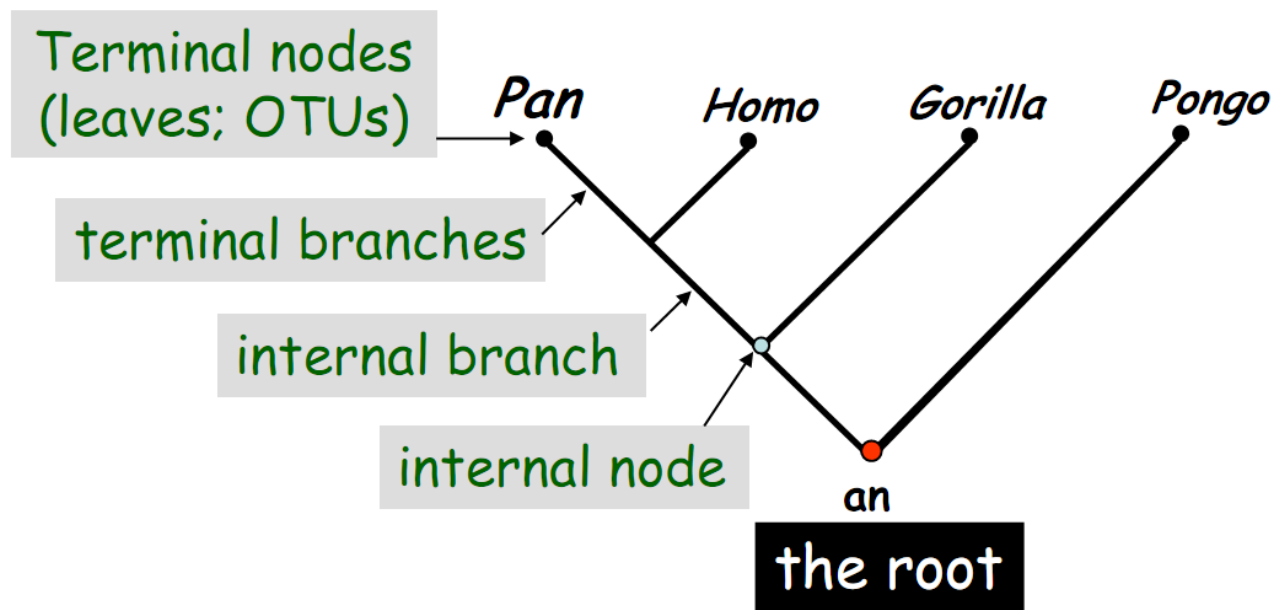 Terminal nodes
(leaves; OTUs)
Pan
Homo
Gorilla
Pongo
terminal branches
internal branch
internal node
an
the root